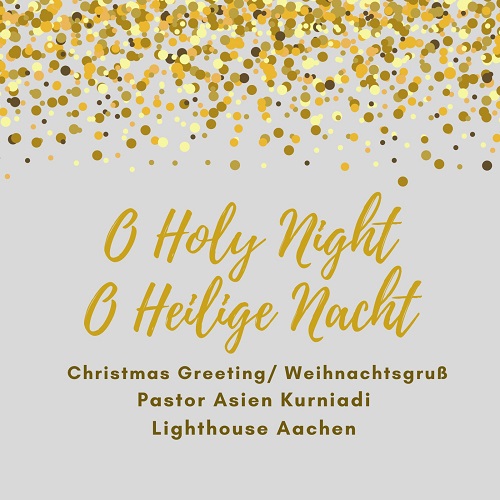 O Holy Night
O Heilige Nacht
Christmas Greeting/ Weihnachtsgruß
Pastor Asien Kurniadi
Lighthouse Aachen